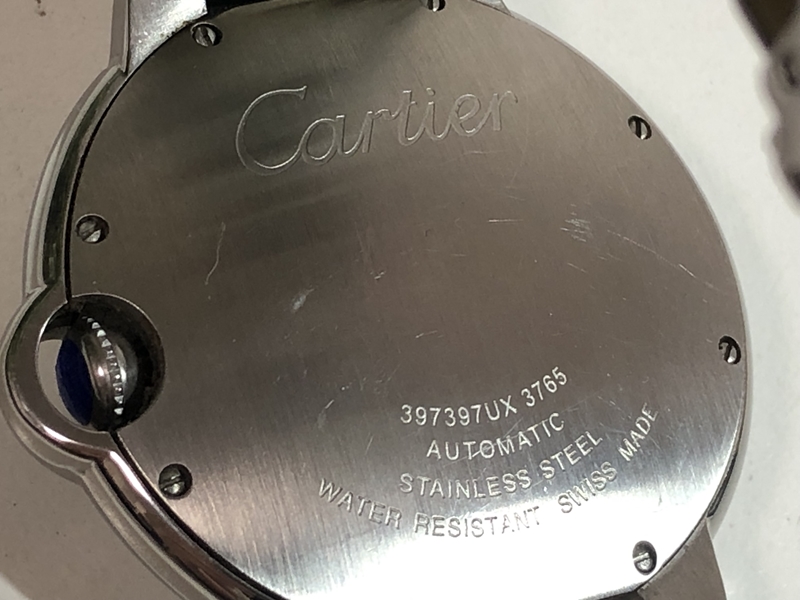 Cartier
397397UX 3765
AUTOMATIC
STAINLESS STEEL
WATER RESISTANT SWISS MADE